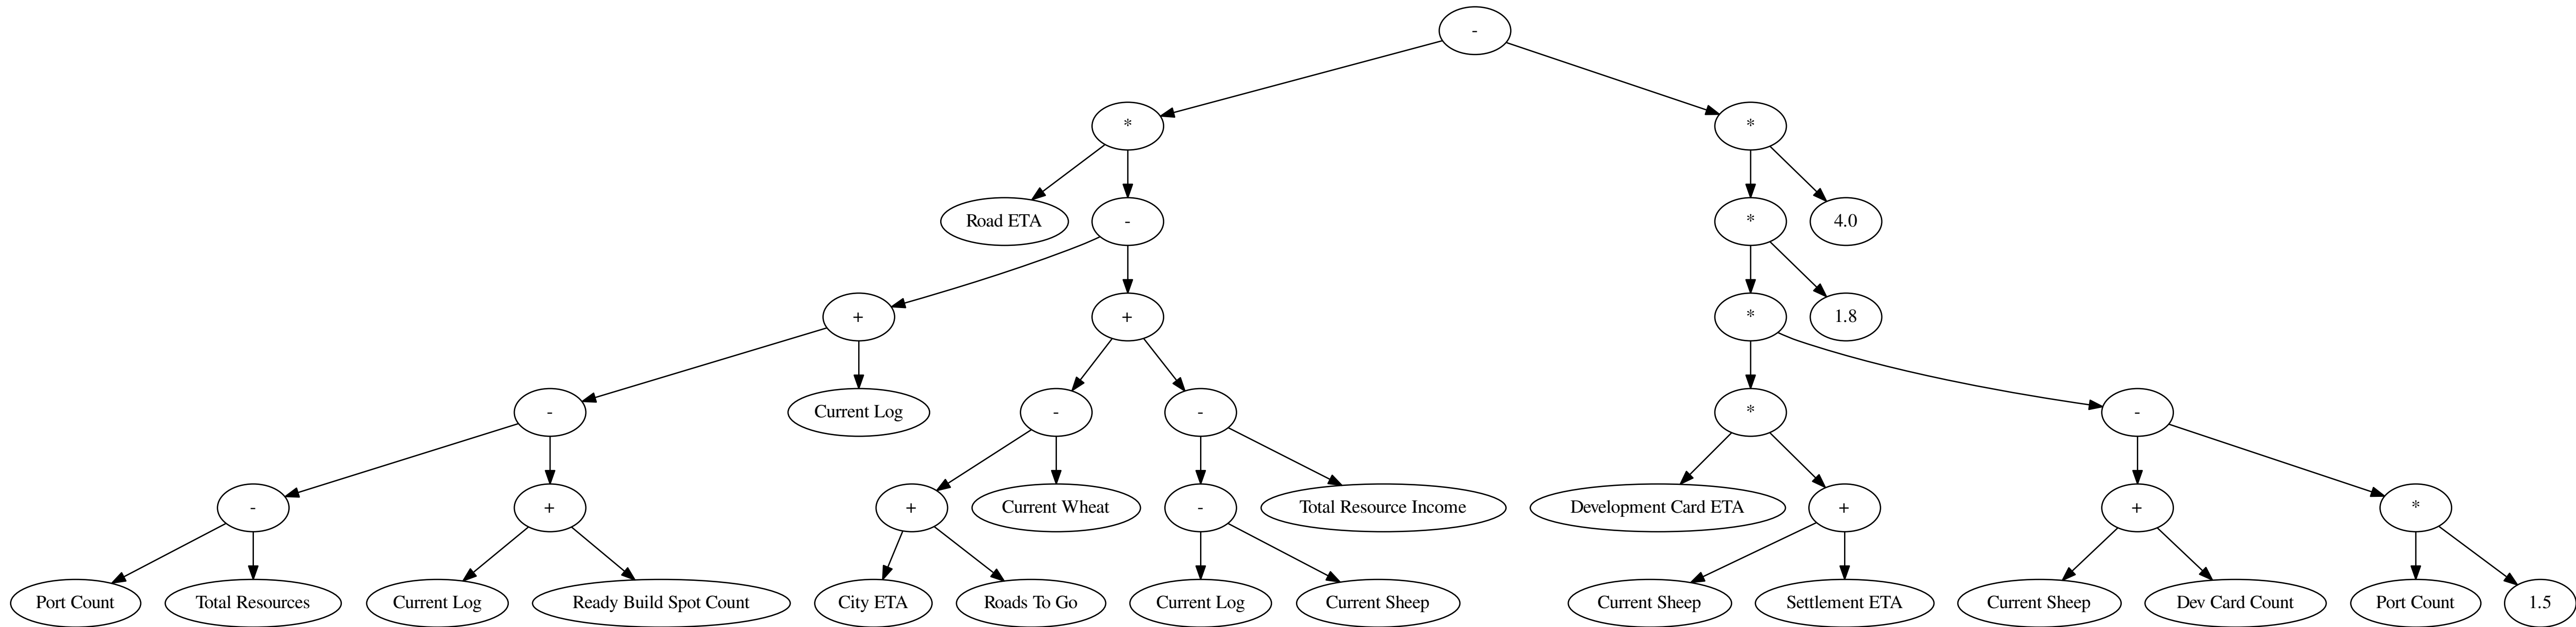 -
* *
Road ETA - * 4.0
+ + * 1.8
- Current Log - - * -
- + + Current Wheat - Total Resource Income Development Card ETA + + *
Port Count Total Resources Current Log Ready Build Spot Count City ETA Roads To Go Current Log Current Sheep Current Sheep Settlement ETA Current Sheep Dev Card Count Port Count 1.5